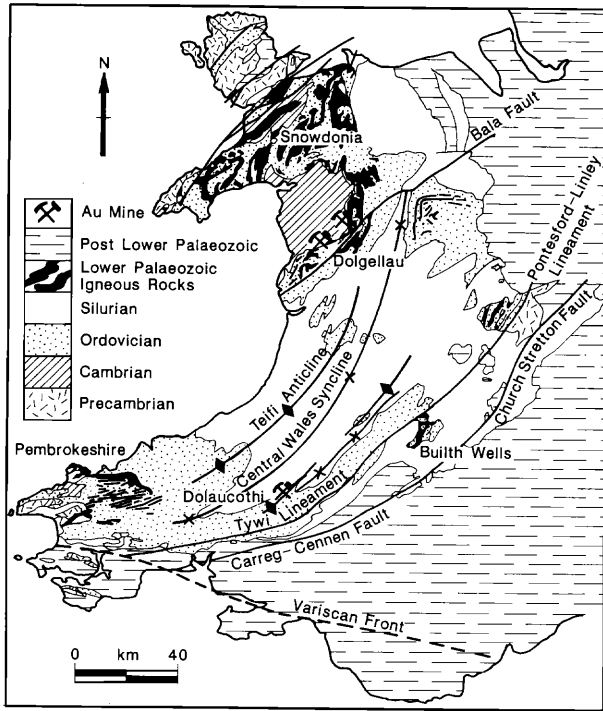 N
Snowdonia
Bala Fault
Au Mine
Post Lower Palaeozoic
Lower Palaeozoic
Igneous Rocks
Silurian
Ordovician
Cambrian
Precambrian
Dolgellau
Pontesford-Linley
Lineament
Church Stretton Fault
Teifi Anticline
Central Wales Syncline
Builth Wells
Pembrokeshire
Dolaucothi
Tywi Lineament
Carreg-Cennen Fault
Variscan Front
0 km 40